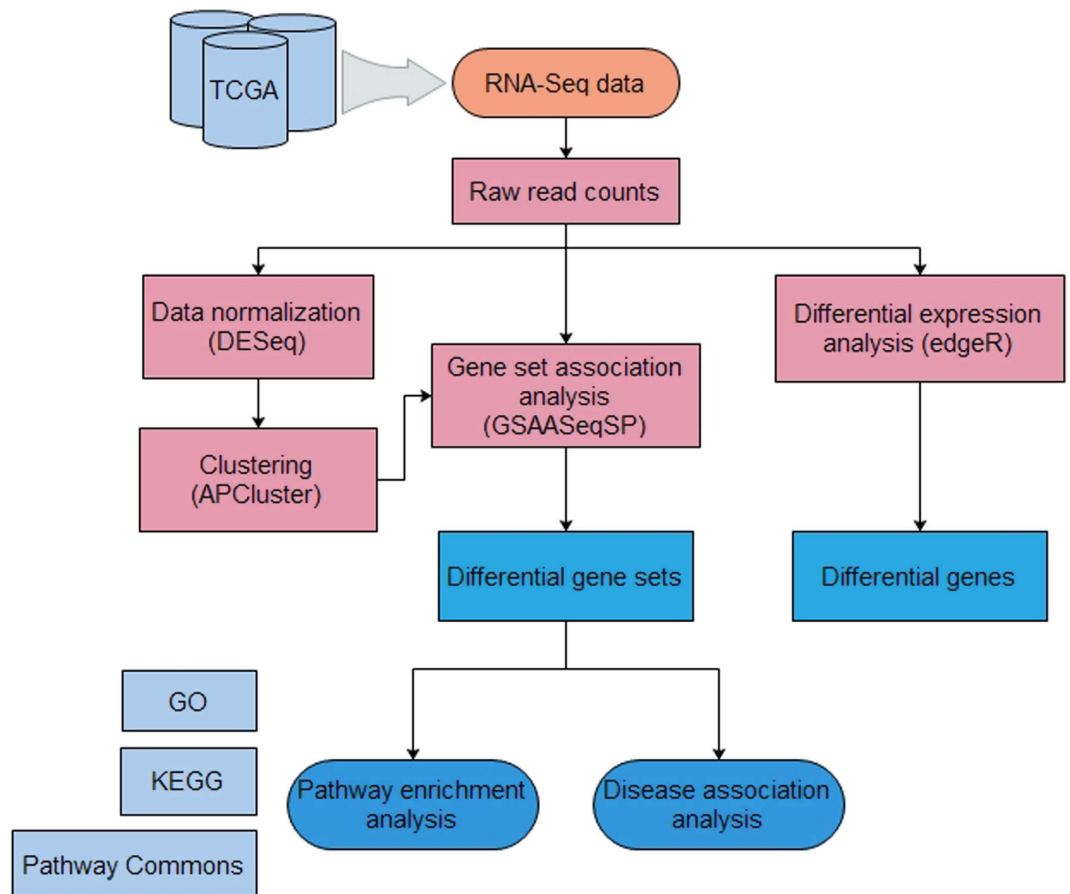 TCGA
RNA-Seq data
Raw read counts
Data normalization
(DESeq)
Differential expression
analysis (edgeR)
Gene set association
analysis
(GSAASeqSP)
Clustering
(APCluster)
Differential gene sets
Differential genes
GO
KEGG
Pathway Commons
Pathway enrichment
analysis
Disease association
analysis